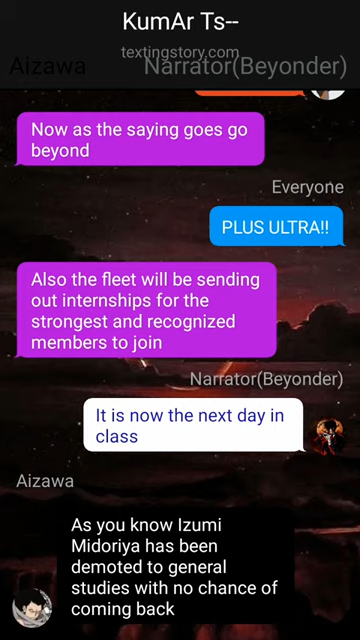 KumAr Ts--
textingstory.com
Aizawa Narrator(Beyonder)
Now as the saying goes go
beyond
Everyone
PLUS ULTRA!!
Also the fleet will be sending
out internships for the
strongest and recognized
members to join
Narrator(Beyonder)
It is now the next day in
class
Aizawa
As you know Izumi
Midoriya has been
demoted to general
studies with no chance of
coming back